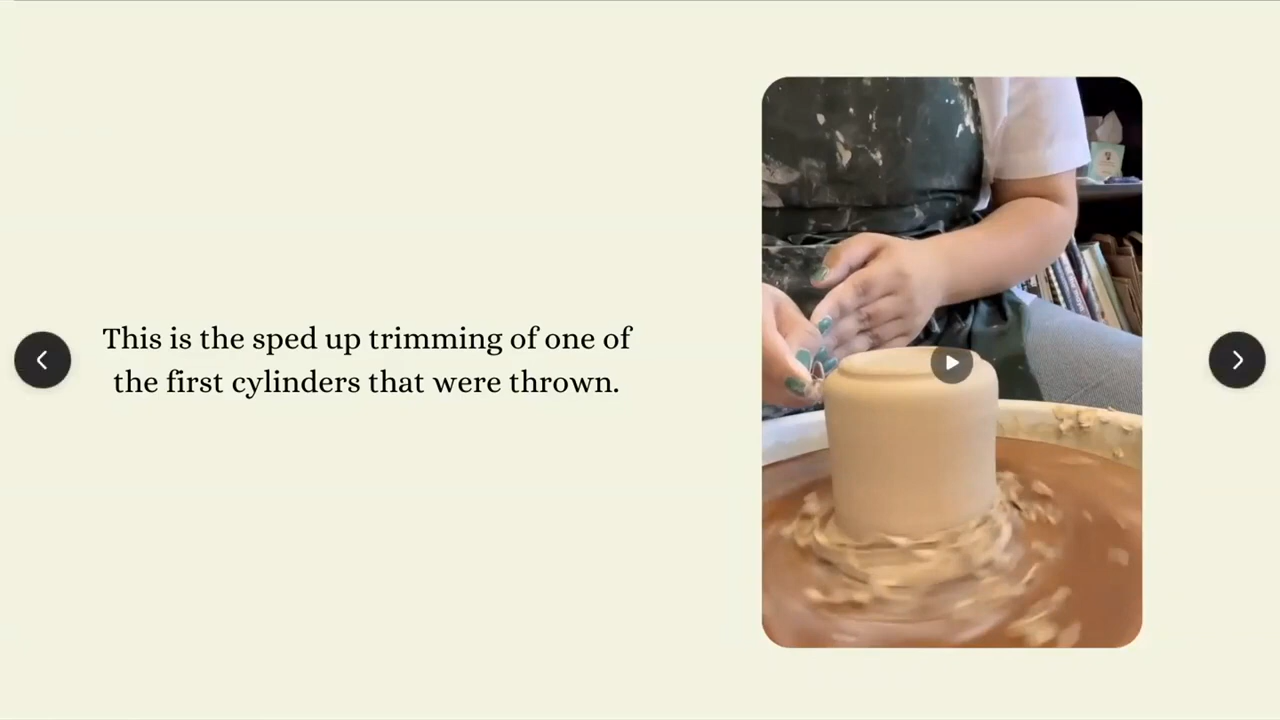 This is the sped up trimming of one of
the first cylinders that were thrown.